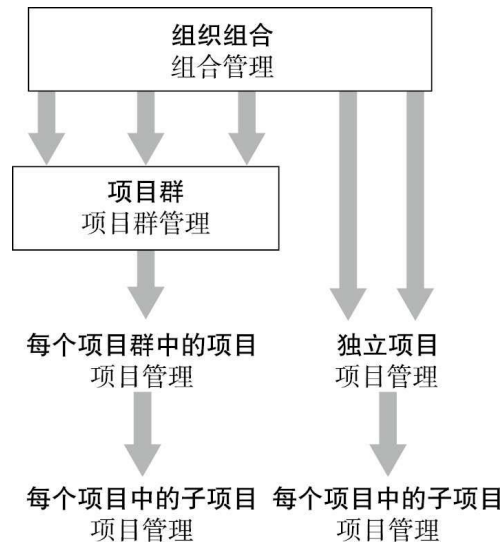 组织组合
组合管理
项目群
项目群管理
每个项目群中的项目
项目管理
独立项目
项目管理
每个项目中的子项目
项目管理
每个项目中的子项目
项目管理